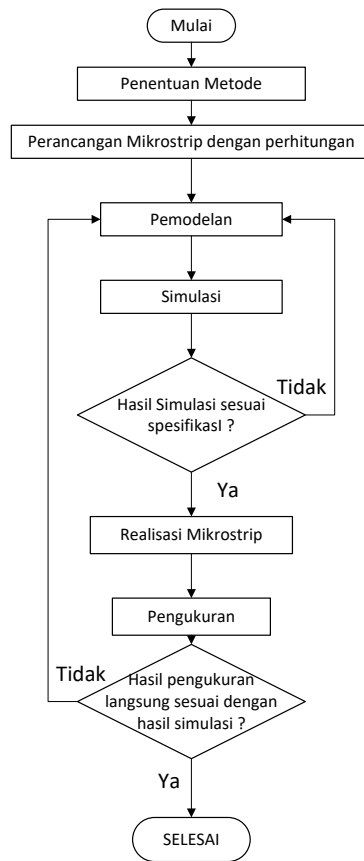 Mulai
Penentuan Metode
Perancangan Mikrostrip dengan perhitungan
Pemodelan
Simulasi
Tidak
Hasil Simulasi sesuai
spesifikasI ?
Ya
Realisasi Mikrostrip
Pengukuran
Tidak
Hasil pengukuran
langsung sesuai dengan
hasil simulasi ?
Ya
SELESAI